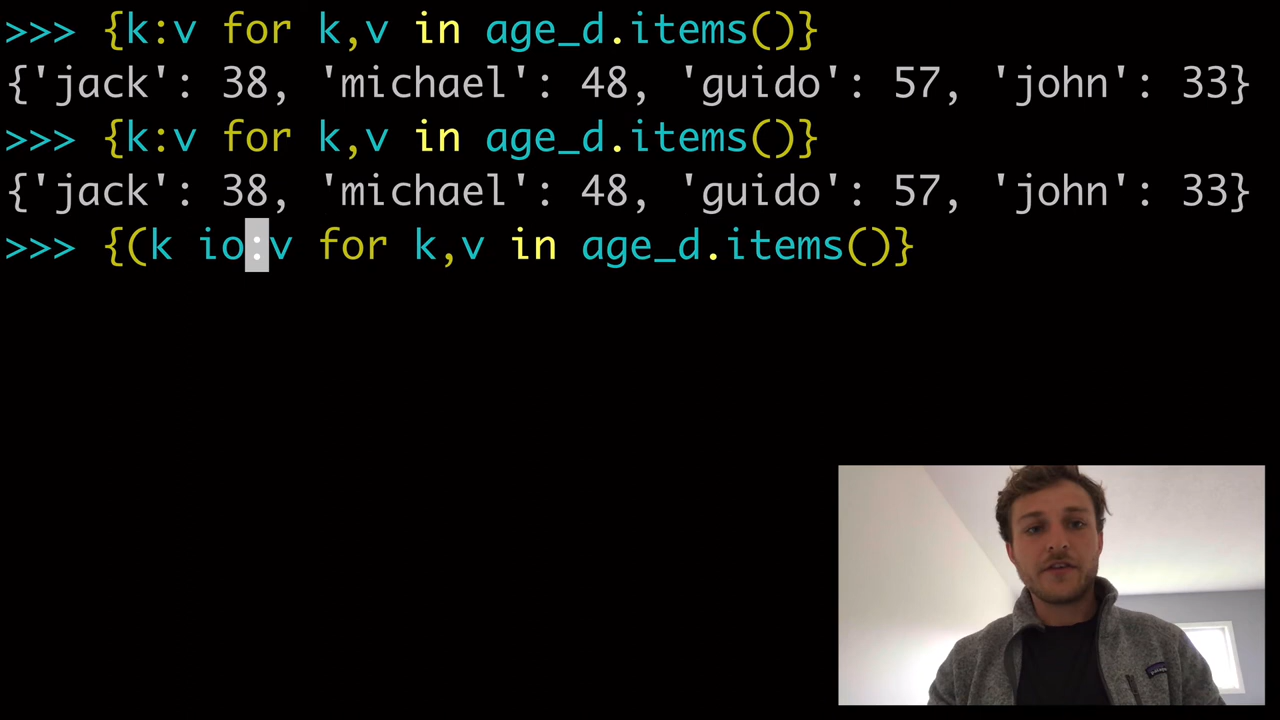 >>> {k:v for k,v in age_d.items()}
{'jack': 38, 'michael': 48, 'guido': 57, 'john': 33}
>>> {k:v for k,v in age_d.items()}
{'jack': 38, 'michael': 48, 'guido': 57, 'john': 33}
>>> {(k io:v for k,v in age_d.items()}